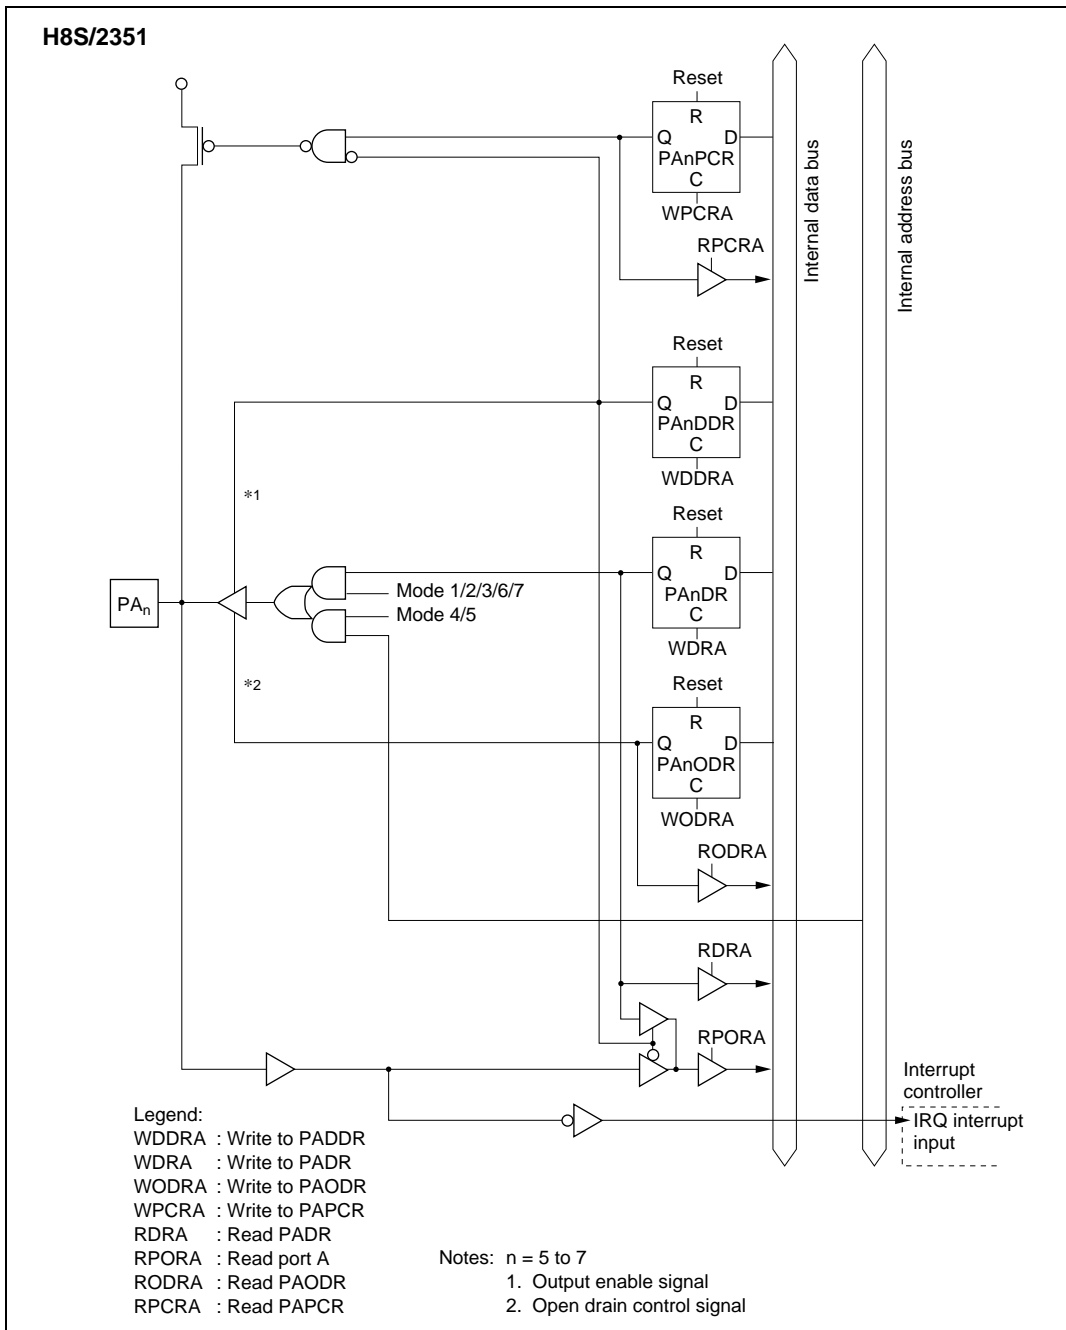 H8S/2351
Reset
R
Q D
PAnPCR
C
WPCRA
RPCRA
Internal data bus
Internal address bus
Reset
R
Q D
PAnDDR
C
WDDRA
*1
Reset
R
Q D
PAnDR
C
WDRA
Mode 1/2/3/6/7
Mode 4/5
PAn
*2
Reset
R
Q D
PAnODR
C
WODRA
RODRA
RDRA
RPORA
Interrupt
controller
IRQ interrupt
input
Legend:
WDDRA : Write to PADDR
WDRA : Write to PADR
WODRA : Write to PAODR
WPCRA : Write to PAPCR
RDRA : Read PADR
RPORA : Read port A
RODRA : Read PAODR
RPCRA : Read PAPCR
Notes: n = 5 to 7
1. Output enable signal
2. Open drain control signal